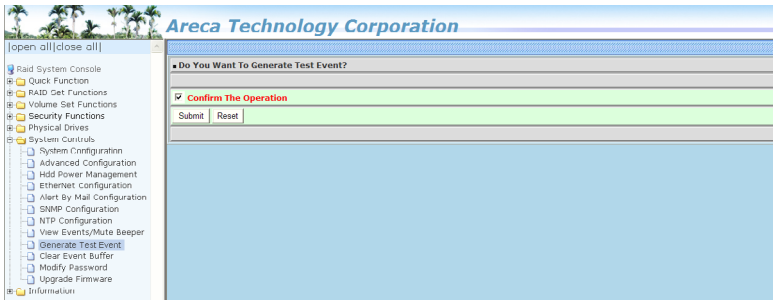 Areca Technology Corporation
|open all|close all|
Raid System Console
Quick Function
RAID Set Functions
Volume Set Functions
Security Functions
Physical Drives
System Controls
System Configuration
Advanced Configuration
Hdd Power Management
EtherNet Configuration
Alert By Mail Configuration
SNMP Configuration
NTP Configuration
View Events/Mute Beeper
Generate Test Event
Clear Event Buffer
Modify Password
Upgrade Firmware
Information
Do You Want To Generate Test Event?
Confirm The Operation
Submit Reset